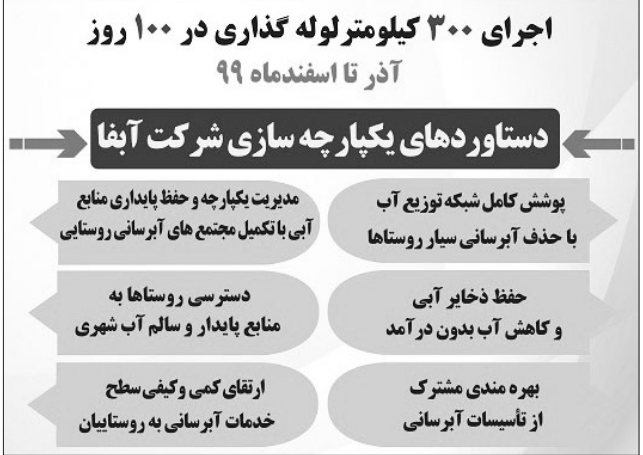 اجرای ۳۰۰ کیلومتر لوله گذاری در ۱۰۰ روز
آذر تا اسفندماه ۹۹
دستاوردهای یکپارچه سازی شرکت آبفا
پوشش کامل شبکه توزیع آب
با حذف آبرسانی سیار روستاها
مدیریت یکپارچه و حفظ پایداری منابع
آبی با تکمیل مجتمع های آبرسانی روستایی
حفظ ذخایر آبی
و کاهش آب بدون درآمد
دسترسی روستاها به
منابع پایدار و سالم آب شهری
بهره مندی مشترک
از تأسیسات آبرسانی
ارتقای کمی وکیفی سطح
خدمات آبرسانی به روستاییان